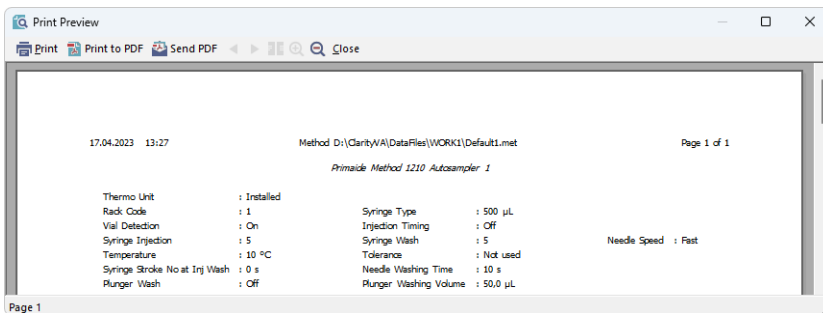 Print Preview
Print Print to PDF Send PDF Close
17.04.2023 13:27 Method D:\ClarityVA\DataFiles\WORK1\Default1.met Page 1 of 1
Primaide Method 1210 Autosampler 1
Thermo Unit : Installed
Rack Code : 1 Syringe Type : 500 µL
Vial Detection : On Injection Timing : Off
Syringe Injection : 5 Syringe Wash : 5 Needle Speed : Fast
Temperature : 10 °C Tolerance : Not used
Syringe Stroke No at Inj Wash : 0 s Needle Washing Time : 10 s
Plunger Wash : Off Plunger Washing Volume : 50,0 µL
Page 1